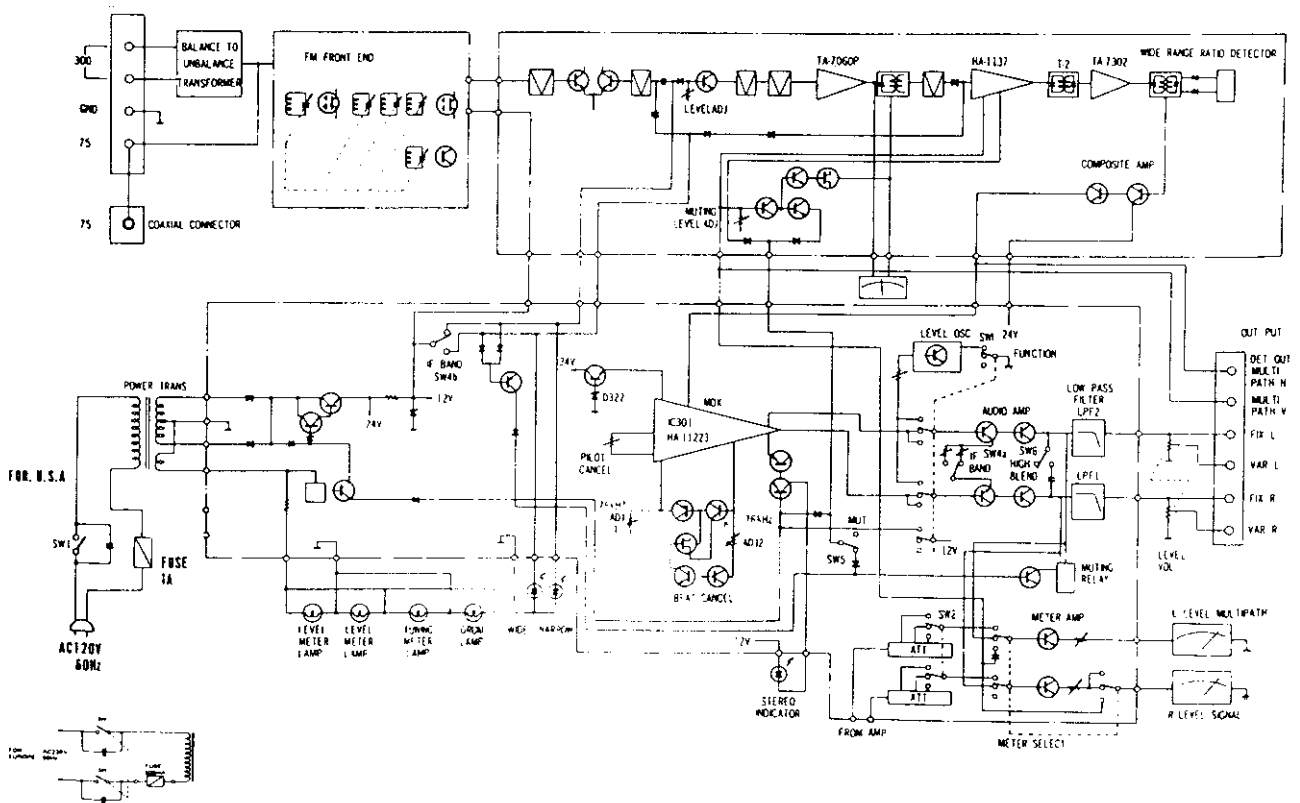 300
BALANCE TO
UNBALANCE
TRANSFORMER
GND
75
75
COAXIAL CONNECTOR
FM FRONT END
LEVEL ADJ
TA-7060P
HA-1137
T-2
TA 7302
WIDE RANGE RATIO DETECTOR
COMPOSITE AMP
MUTING
LEVEL ADJ
POWER TRANS
FOR, U.S.A
SW1
FUSE
1A
AC120V
60Hz
24V
12V
IF BAND
SW4b
24V
D322
MDX
IC301
HA 11223
PILOT
CANCEL
BEAT CANCEL
76kHz
LEVEL OSC
SW1
24V
FUNCTION
AUDIO AMP
SW4a
IF
BAND
SW6
HIGH
BLEND
LOW PASS
FILTER
LPF2
LPF1
OUT PUT
DET OUT
MULTI
PATH H
MULTI
PATH V
FIX L
VAR L
FIX R
VAR R
LEVEL
VOL
MUT
SW5
12V
MUTING
RELAY
LEVEL
METER
LAMP
LEVEL
METER
LAMP
TUNING
METER
LAMP
LAMP
WIDE
NARROW
12V
STEREO
INDICATOR
SW2
ATT
ATT
FROM AMP
METER AMP
METER SELECT
L LEVEL MULTIPATH
R LEVEL SIGNAL
FOR
EUROPE
FUSE